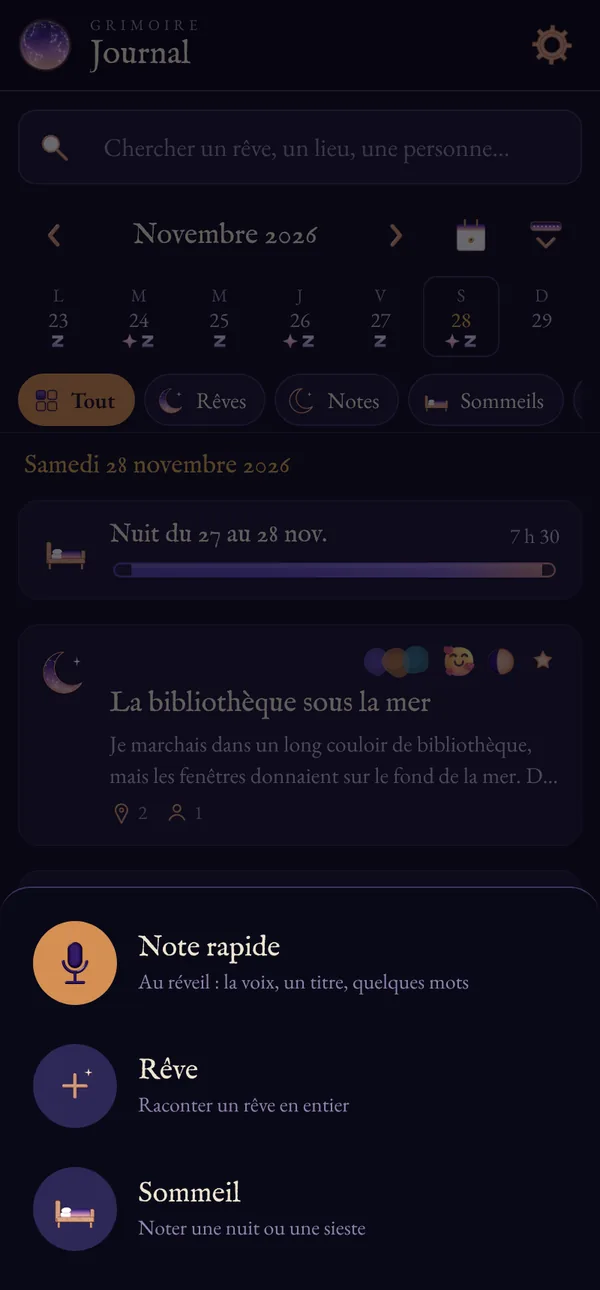 GRIMOIRE
Journal
Chercher un rêve, un lieu, une personne...
Novembre 2026
L M M J V S D
23 24 25 26 27 28 29
z z z z z z
Tout Rêves Notes Sommeils
Samedi 28 novembre 2026
Nuit du 27 au 28 nov. 7 h 30
La bibliothèque sous la mer
Je marchais dans un long couloir de bibliothèque,
mais les fenêtres donnaient sur le fond de la mer. D...
2 1
Note rapide
Au réveil : la voix, un titre, quelques mots
Rêve
Raconter un rêve en entier
Sommeil
Noter une nuit ou une sieste